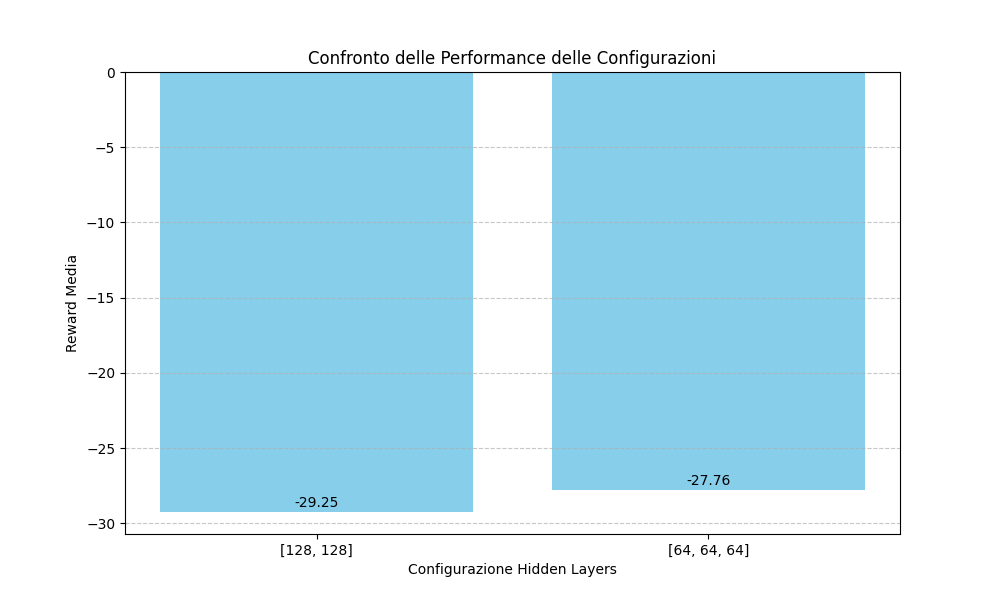 Confronto delle Performance delle Configurazioni
Reward Media
0
−5
−10
−15
−20
−25
−30
-29.25
-27.76
[128, 128]
[64, 64, 64]
Configurazione Hidden Layers